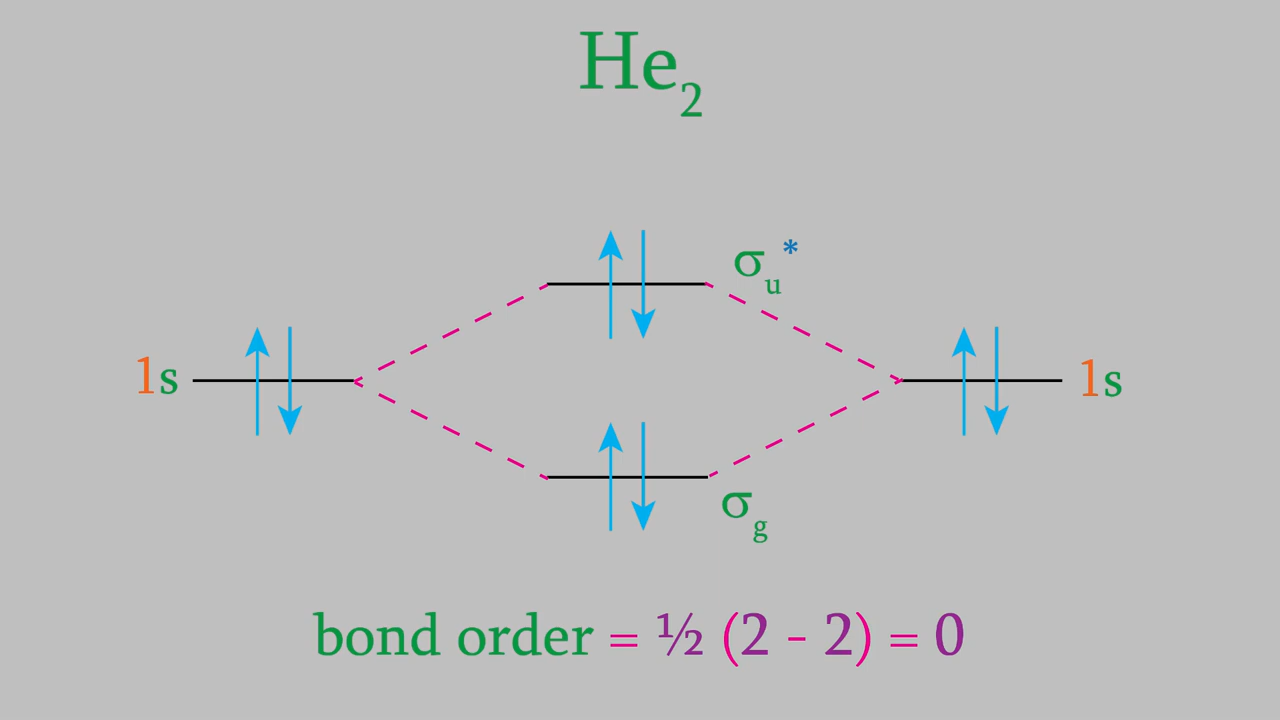 He₂
σᵤ*
1s
1s
σg
bond order = ½ (2 - 2) = 0